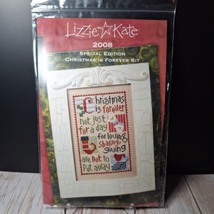 Lizzie Kate
2008
Special Edition
Christmas is Forever Kit
Christmas
is forever
not just
for a day
for loving
sharing
giving
are not to
put away